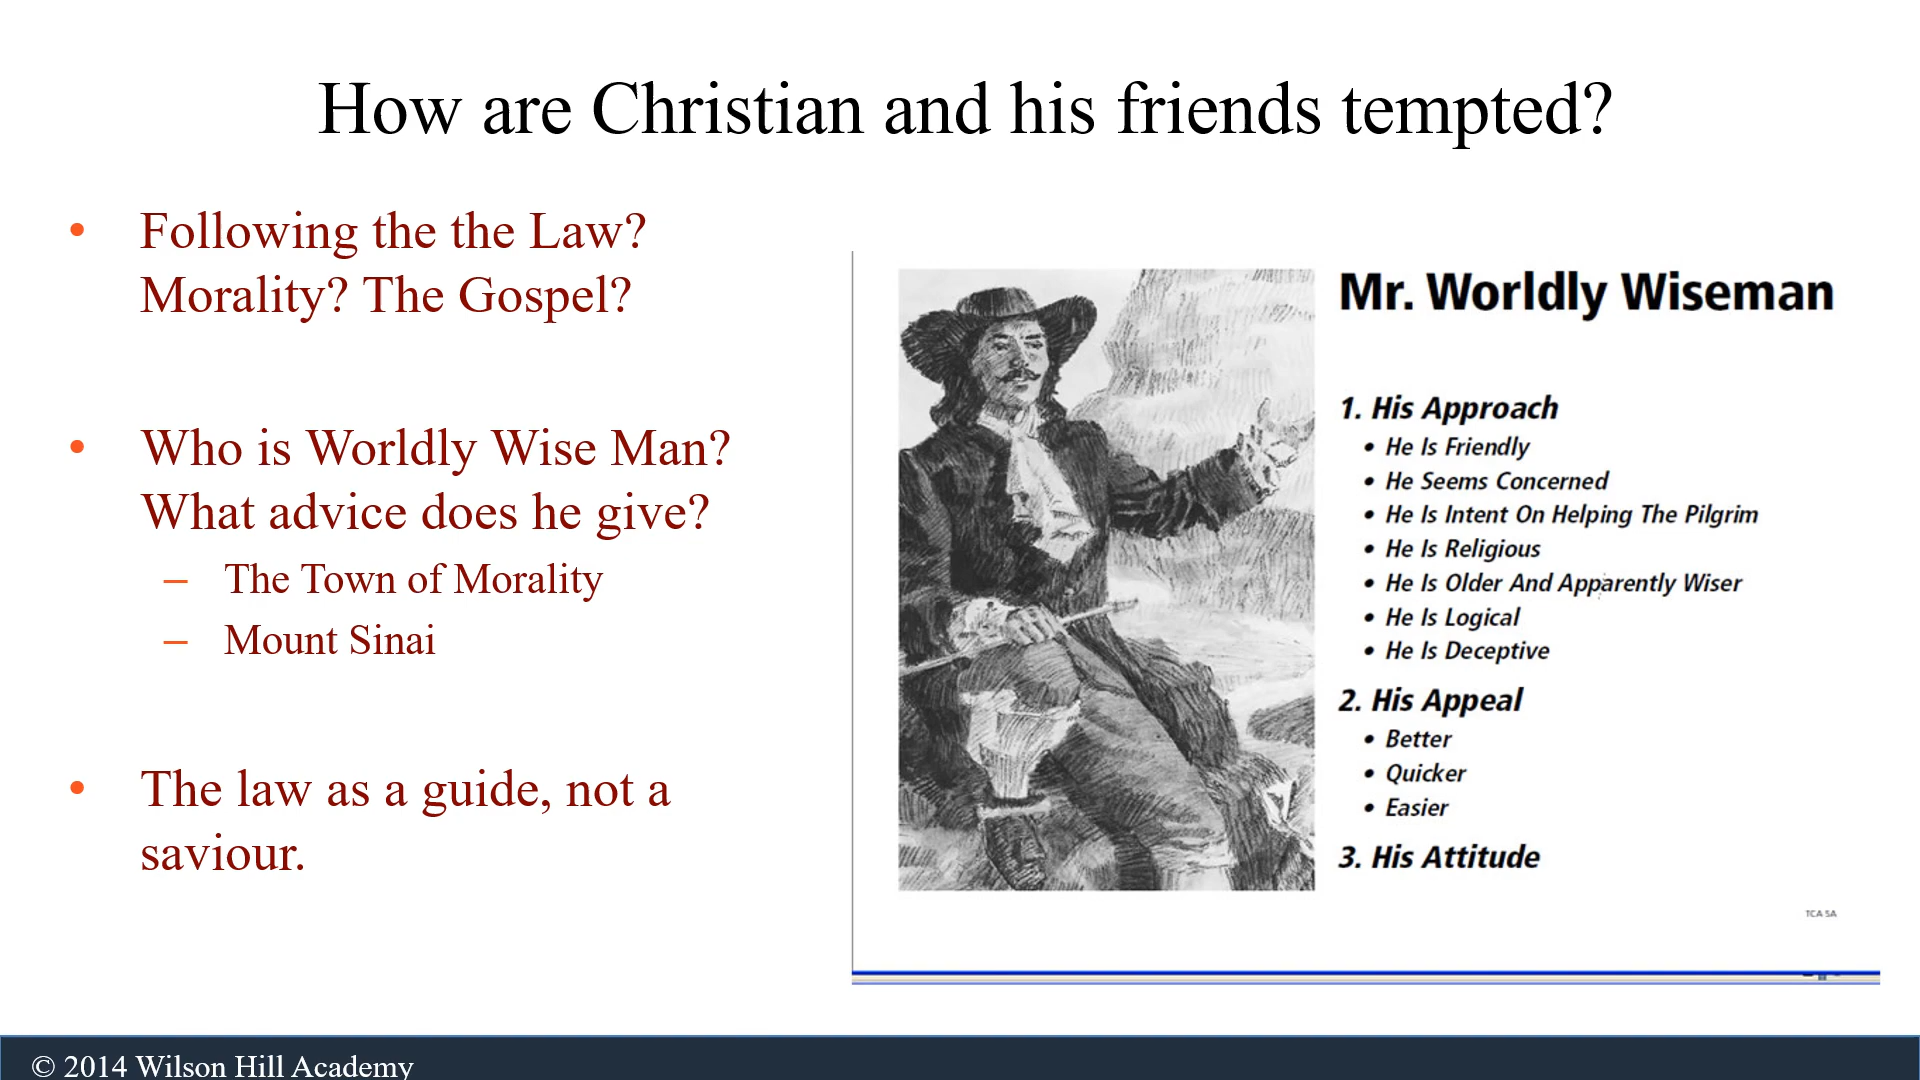 How are Christian and his friends tempted?
• Following the the Law?
Morality? The Gospel?
• Who is Worldly Wise Man?
What advice does he give?
– The Town of Morality
– Mount Sinai
• The law as a guide, not a
saviour.
Mr. Worldly Wiseman
1. His Approach
• He Is Friendly
• He Seems Concerned
• He Is Intent On Helping The Pilgrim
• He Is Religious
• He Is Older And Apparently Wiser
• He Is Logical
• He Is Deceptive
2. His Appeal
• Better
• Quicker
• Easier
3. His Attitude
TCA SA
© 2014 Wilson Hill Academy